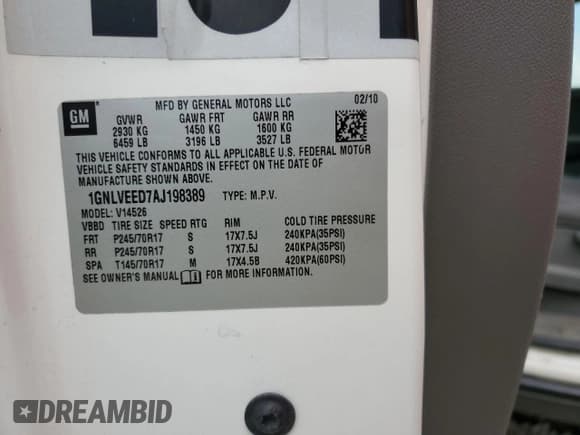 GM
MFD BY GENERAL MOTORS LLC 02/10
GVWR GAWR FRT GAWR RR
2930 KG 1450 KG 1600 KG
6459 LB 3196 LB 3527 LB
THIS VEHICLE CONFORMS TO ALL APPLICABLE U.S. FEDERAL MOTOR
VEHICLE SAFETY STANDARDS IN EFFECT ON THE DATE OF
MANUFACTURE SHOWN ABOVE.
1GNLVEED7AJ198389 TYPE: M.P.V.
MODEL: V14526
VBBD TIRE SIZE SPEED RTG RIM COLD TIRE PRESSURE
FRT P245/70R17 S 17X7.5J 240KPA(35PSI)
RR P245/70R17 S 17X7.5J 240KPA(35PSI)
SPA T145/70R17 M 17X4.5B 420KPA(60PSI)
SEE OWNER'S MANUAL FOR MORE INFORMATION.
DREAMBID